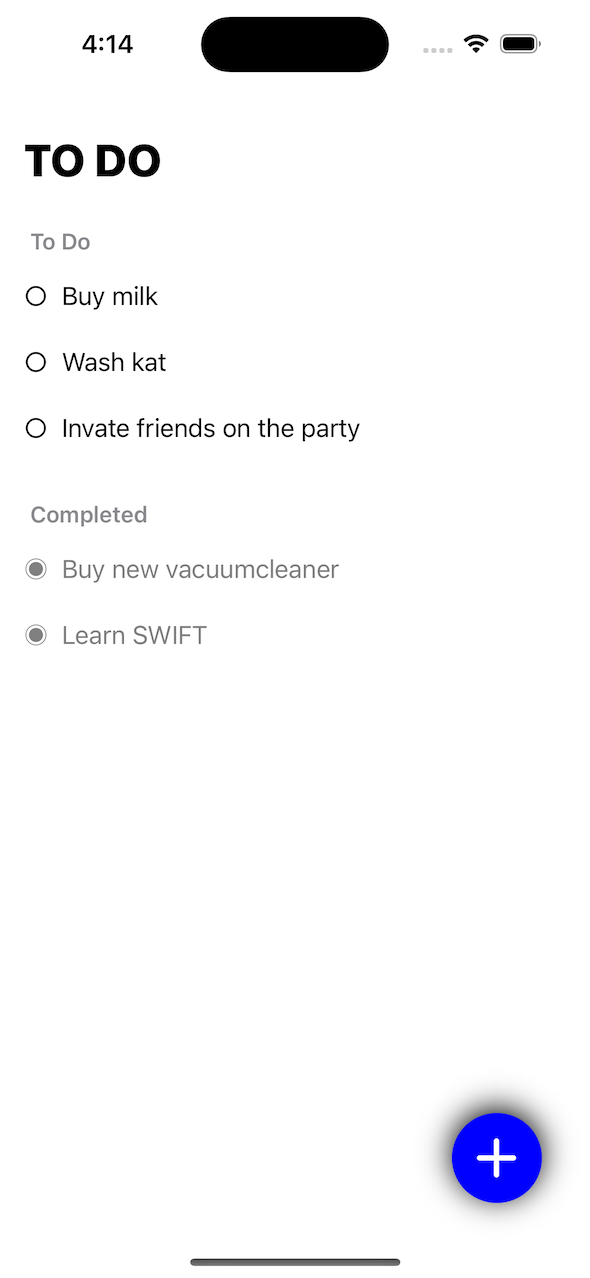 4:14
TO DO
To Do
Buy milk
Wash kat
Invate friends on the party
Completed
Buy new vacuumcleaner
Learn SWIFT